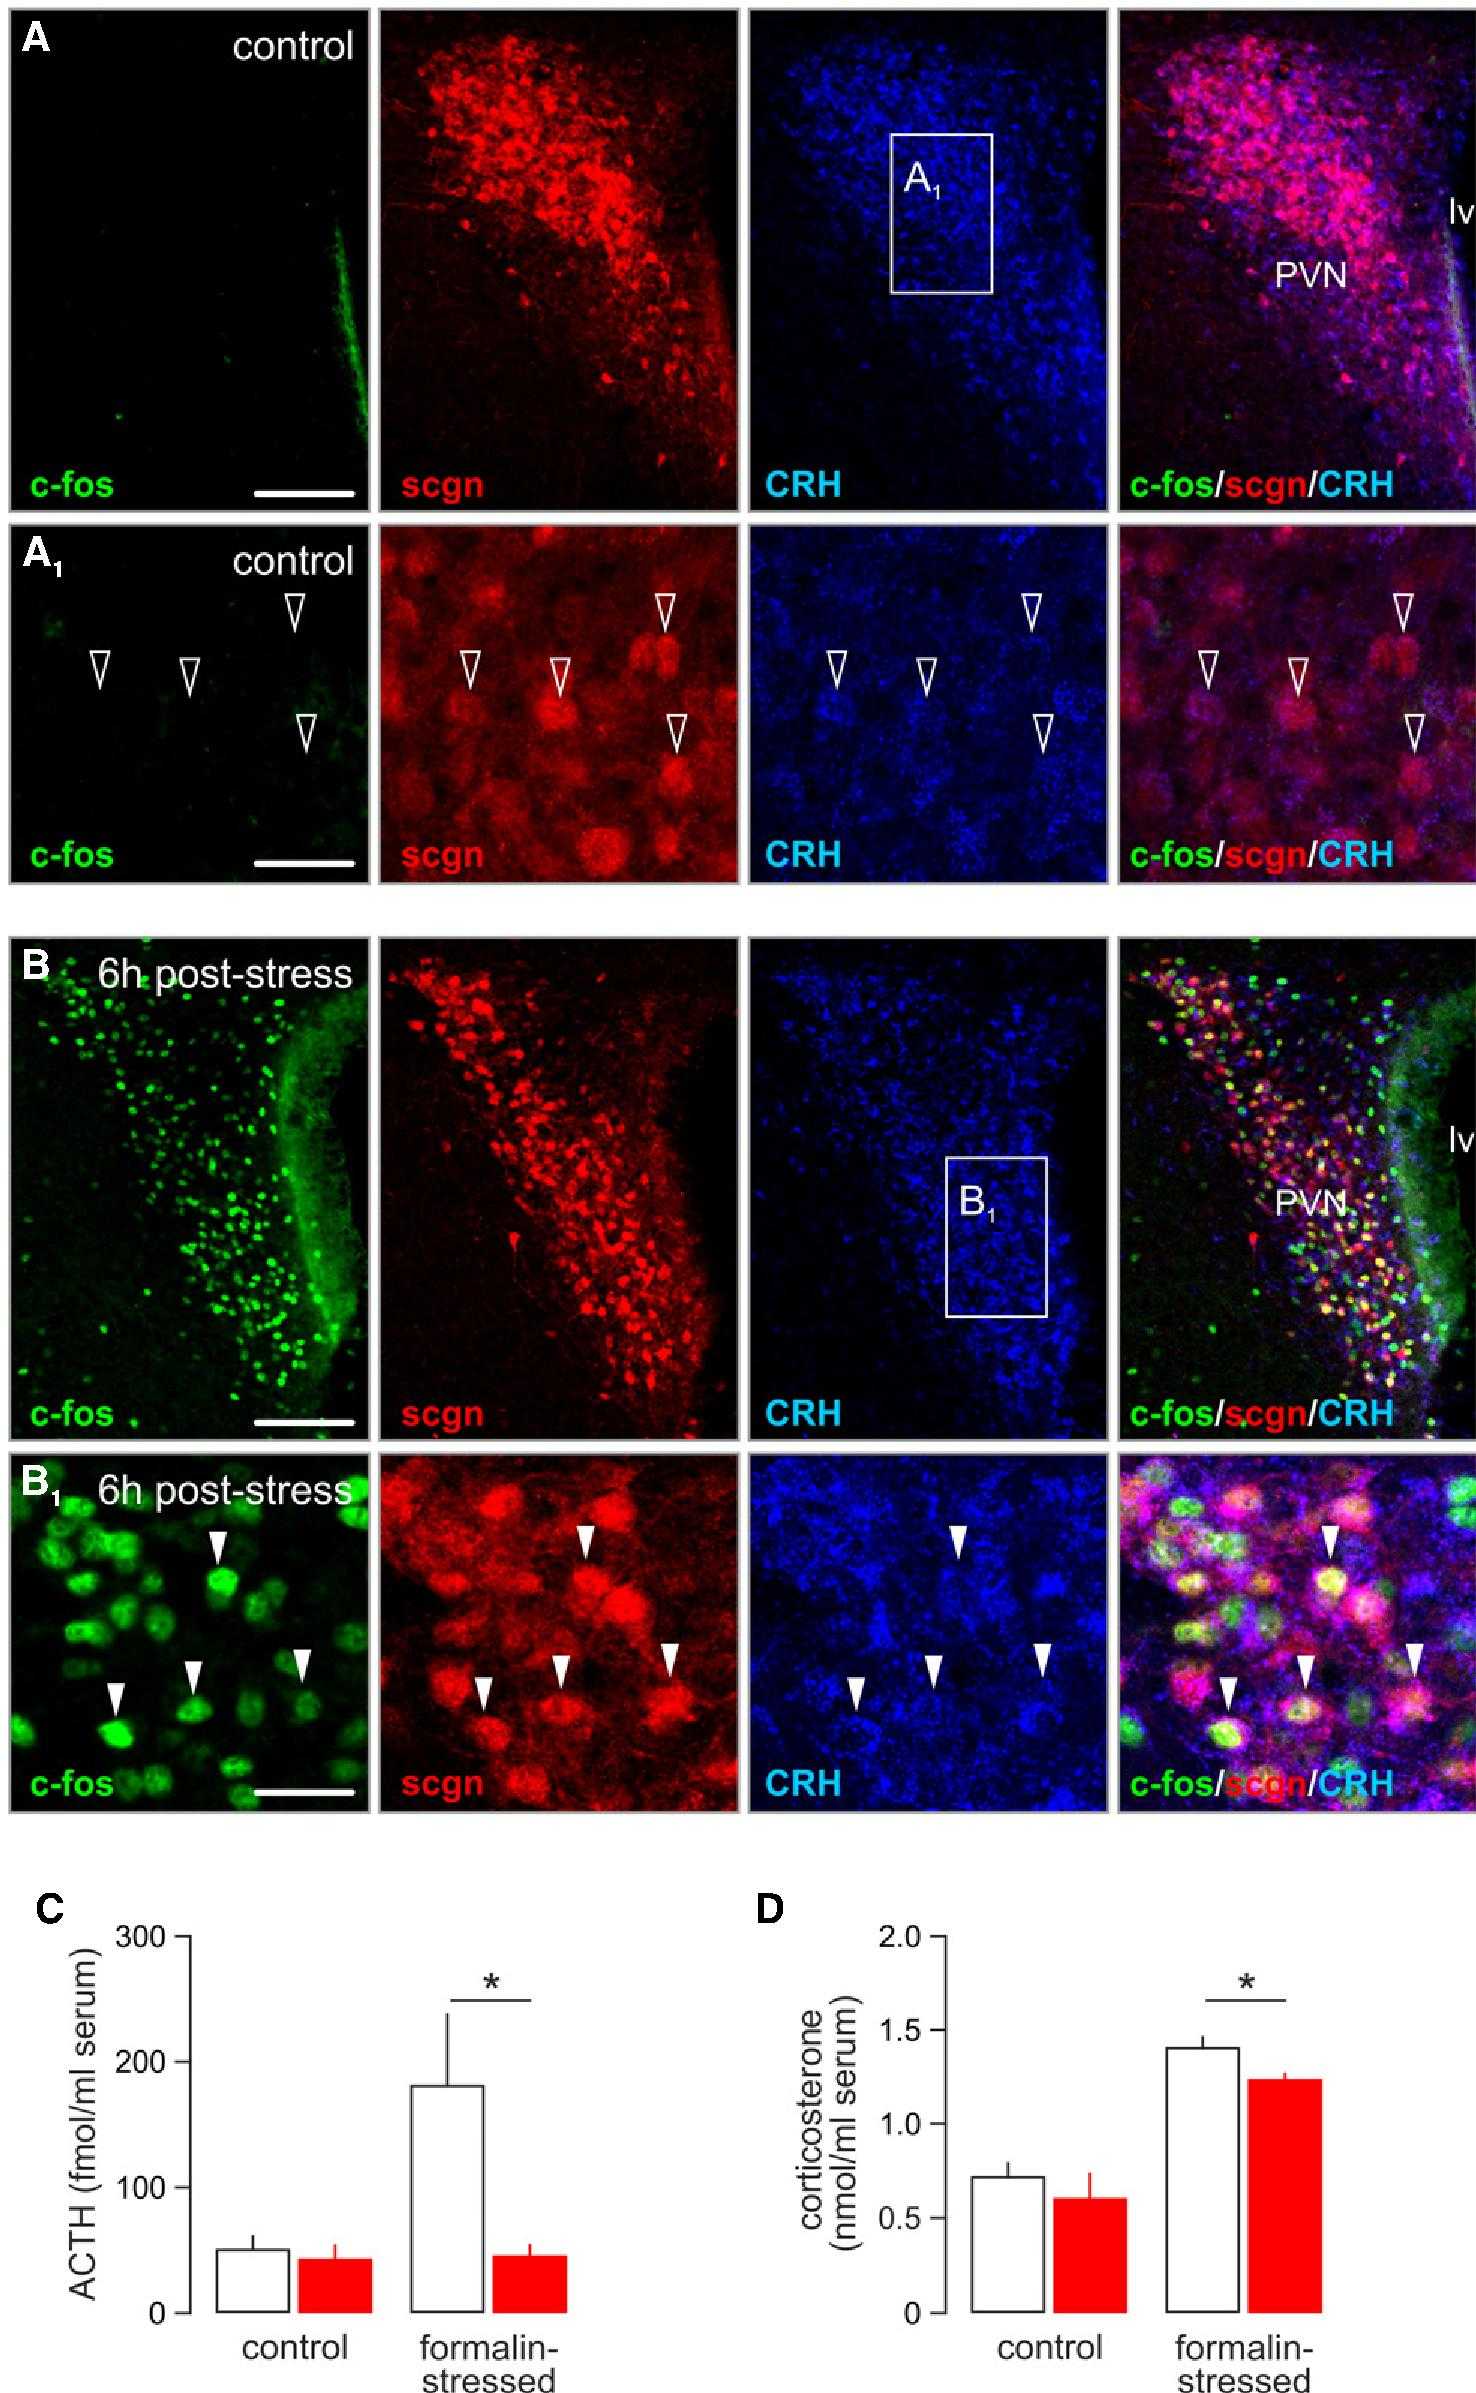 A control
c-fos
scgn
A1
CRH
lv
PVN
c-fos/scgn/CRH
A1 control
c-fos
scgn
CRH
c-fos/scgn/CRH
B 6h post-stress
c-fos
scgn
B1
CRH
lv
PVN
c-fos/scgn/CRH
B1 6h post-stress
c-fos
scgn
CRH
c-fos/scgn/CRH
C
ACTH (fmol/ml serum)
300
200
100
0
*
control
formalin-
stressed
D
corticosterone
(nmol/ml serum)
2.0
1.5
1.0
0.5
0
*
control
formalin-
stressed